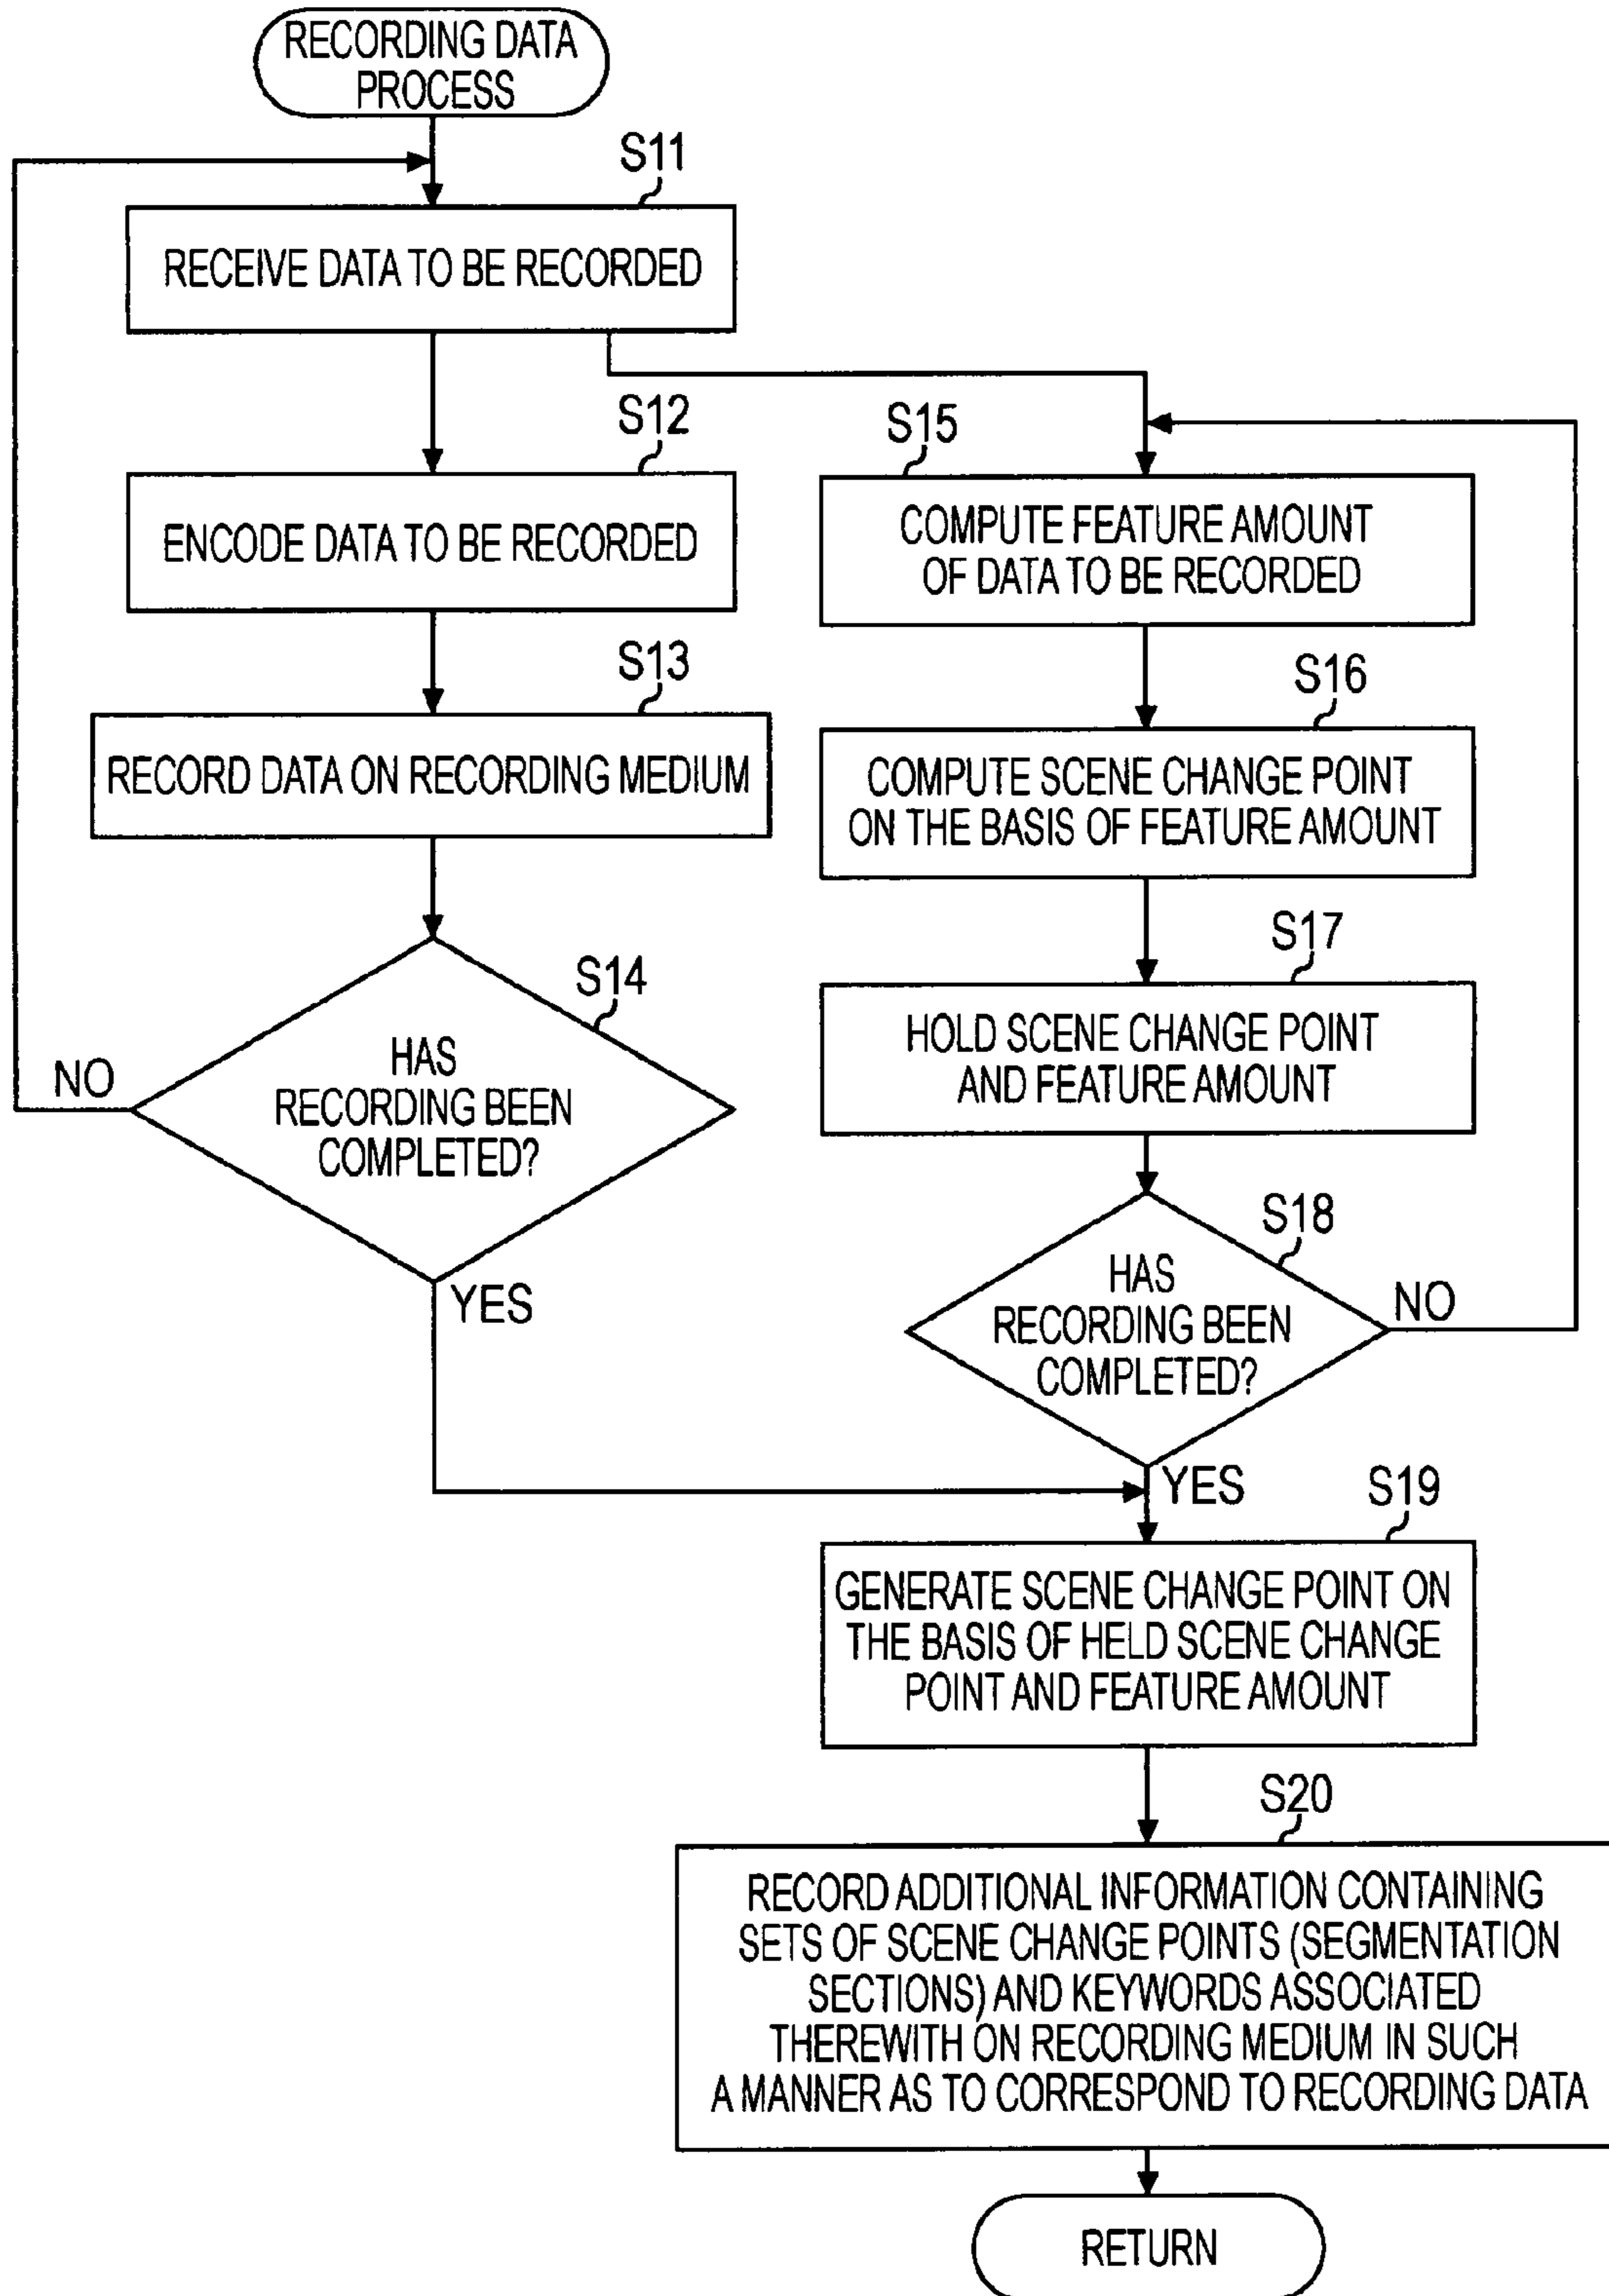 RECORDING DATA
PROCESS
S11
RECEIVE DATA TO BE RECORDED
S12
ENCODE DATA TO BE RECORDED
S13
RECORD DATA ON RECORDING MEDIUM
S14
HAS
RECORDING BEEN
COMPLETED?
NO
YES
S15
COMPUTE FEATURE AMOUNT
OF DATA TO BE RECORDED
S16
COMPUTE SCENE CHANGE POINT
ON THE BASIS OF FEATURE AMOUNT
S17
HOLD SCENE CHANGE POINT
AND FEATURE AMOUNT
S18
HAS
RECORDING BEEN
COMPLETED?
NO
YES
S19
GENERATE SCENE CHANGE POINT ON
THE BASIS OF HELD SCENE CHANGE
POINT AND FEATURE AMOUNT
S20
RECORD ADDITIONAL INFORMATION CONTAINING
SETS OF SCENE CHANGE POINTS (SEGMENTATION
SECTIONS) AND KEYWORDS ASSOCIATED
THEREWITH ON RECORDING MEDIUM IN SUCH
A MANNER AS TO CORRESPOND TO RECORDING DATA
RETURN